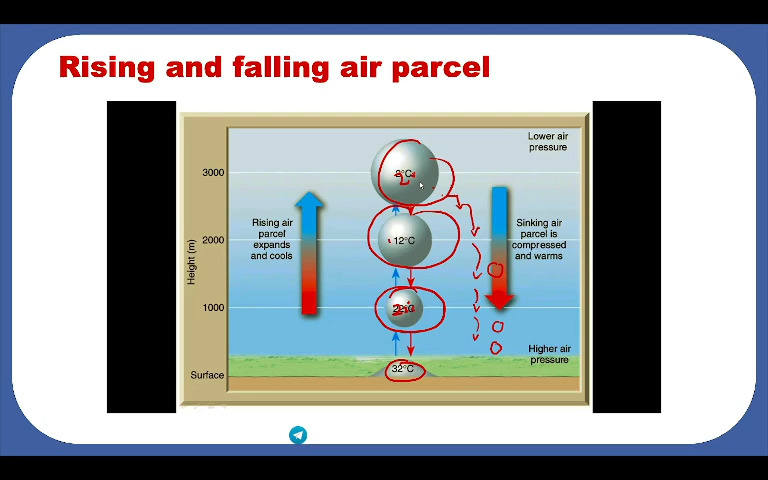 Rising and falling air parcel
Lower air
pressure
3000
2°C
Rising air
parcel
expands
and cools
Sinking air
parcel is
compressed
and warms
2000
12°C
Height (m)
1000
22°C
Higher air
pressure
Surface
32°C